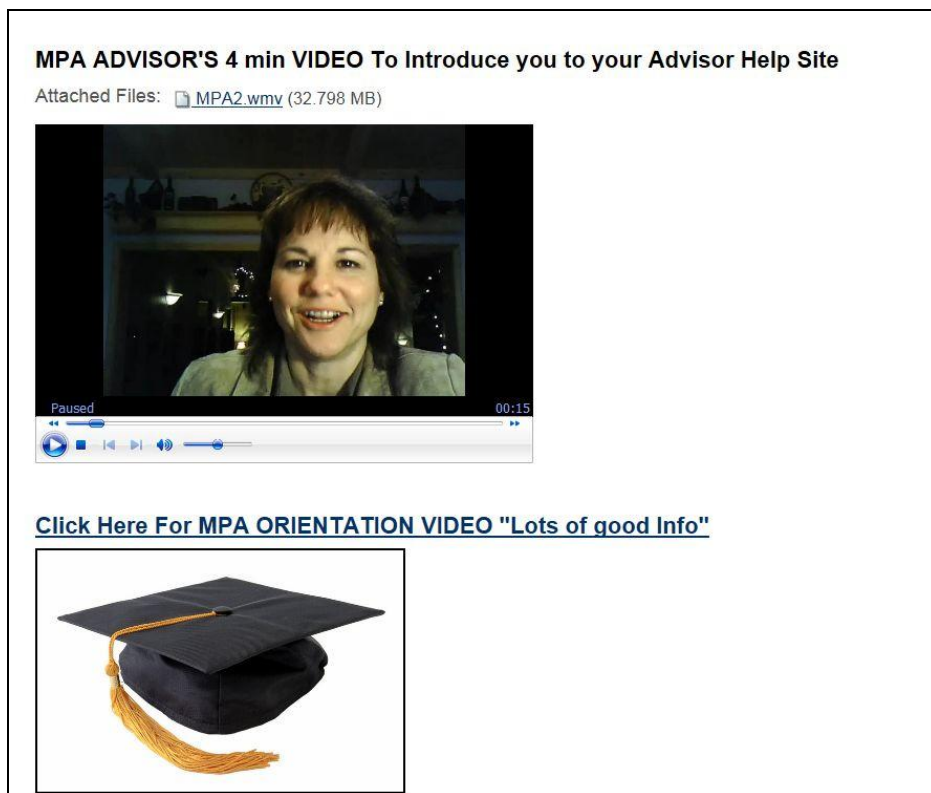 MPA ADVISOR'S 4 min VIDEO To Introduce you to your Advisor Help Site
Attached Files: MPA2.wmv (32.798 MB)
Paused 00:15
Click Here For MPA ORIENTATION VIDEO "Lots of good Info"